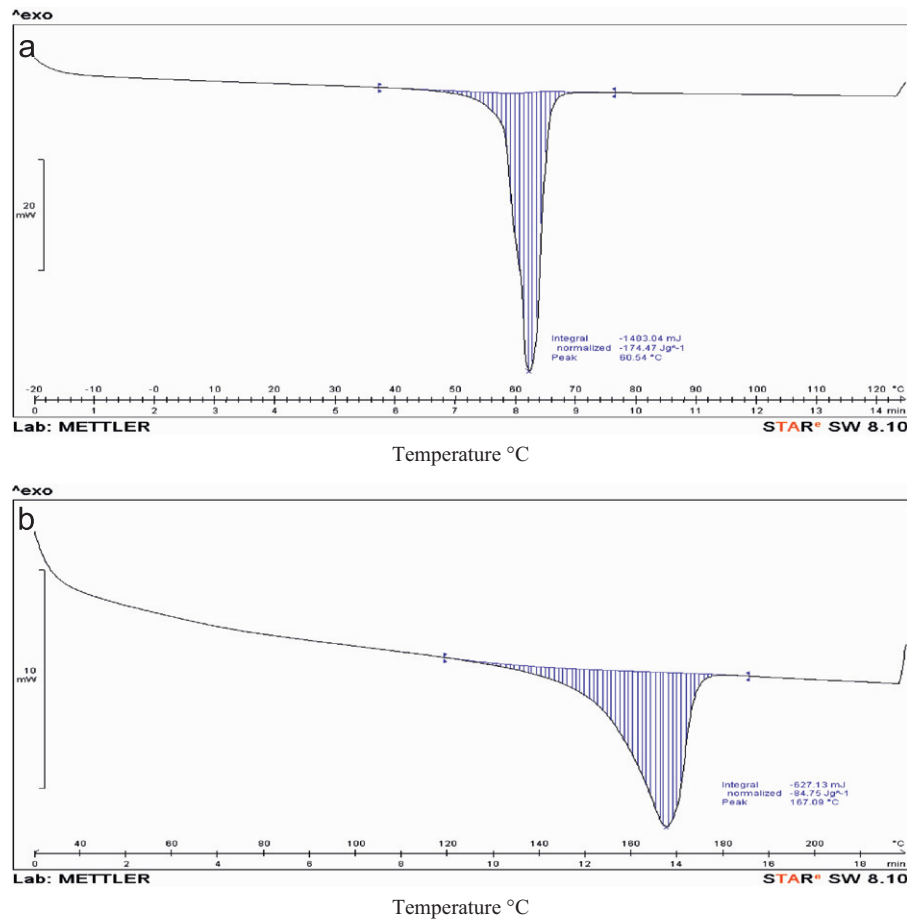 ^exo
a
20
mW
Integral -1483.04 mJ
normalized -174.47 Jg^-1
Peak 60.54 °C
-20 -10 -0 10 20 30 40 50 60 70 80 90 100 110 120 °C
0 1 2 3 4 5 6 7 8 9 10 11 12 13 14 min
Lab: METTLER STARe SW 8.10
Temperature °C
^exo
b
10
mW
Integral -627.13 mJ
normalized -84.75 Jg^-1
Peak 167.09 °C
40 60 80 100 120 140 160 180 200 °C
0 2 4 6 8 10 12 14 16 18 min
Lab: METTLER STARe SW 8.10
Temperature °C